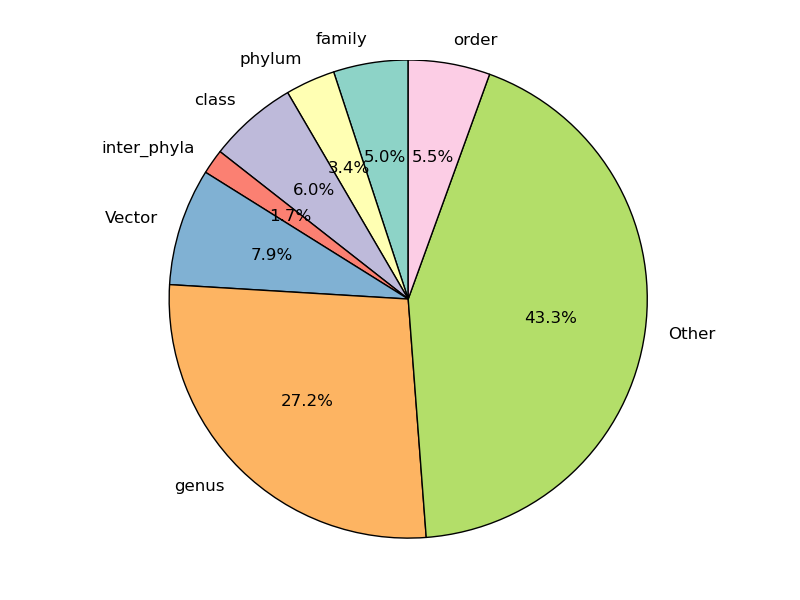 family
order
phylum
class
inter_phyla
Vector
genus
Other
5.0%
5.5%
3.4%
6.0%
1.7%
7.9%
27.2%
43.3%